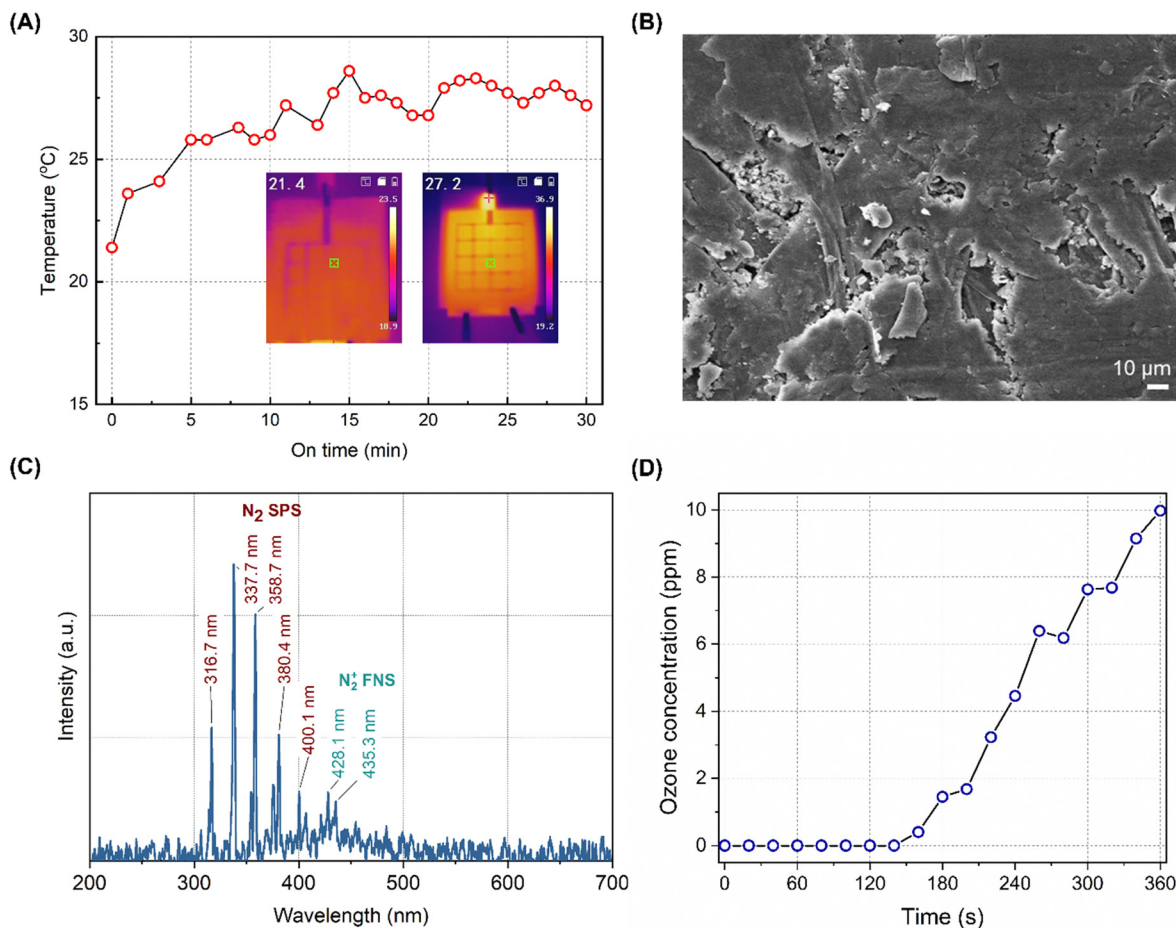 (A)
30
25
20
15
Temperature (ºC)
21.4
23.5
18.9
27.2
36.9
19.2
0 5 10 15 20 25 30
On time (min)
(B)
10 µm
(C)
N₂ SPS
316.7 nm
337.7 nm
358.7 nm
380.4 nm
400.1 nm
N₂⁺ FNS
428.1 nm
435.3 nm
Intensity (a.u.)
200 300 400 500 600 700
Wavelength (nm)
(D)
10
8
6
4
2
0
Ozone concentration (ppm)
0 60 120 180 240 300 360
Time (s)